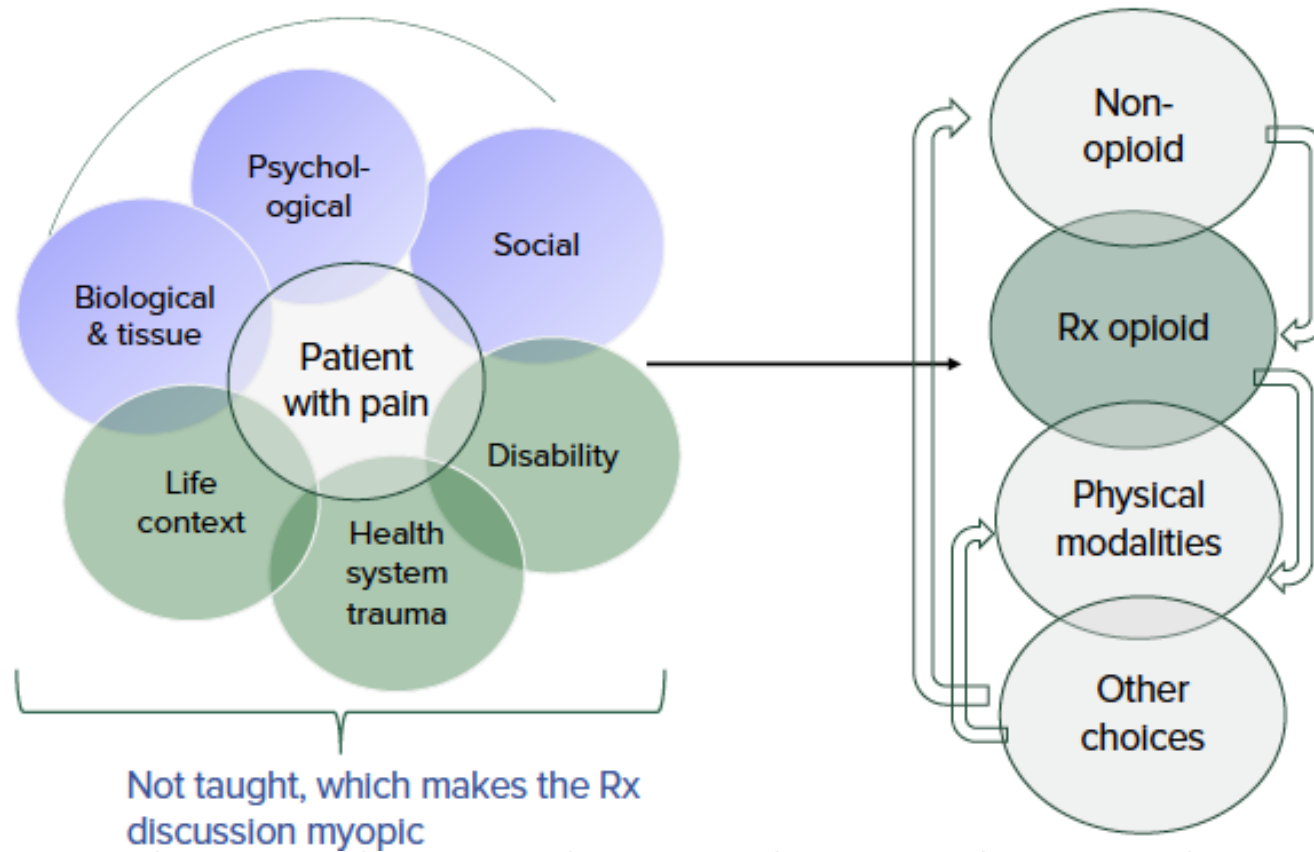 Psychol-
ogical
Social
Biological
& tissue
Patient
with pain
Disability
Life
context
Health
system
trauma
Not taught, which makes the Rx
discussion myopic
Non-
opioid
Rx opioid
Physical
modalities
Other
choices